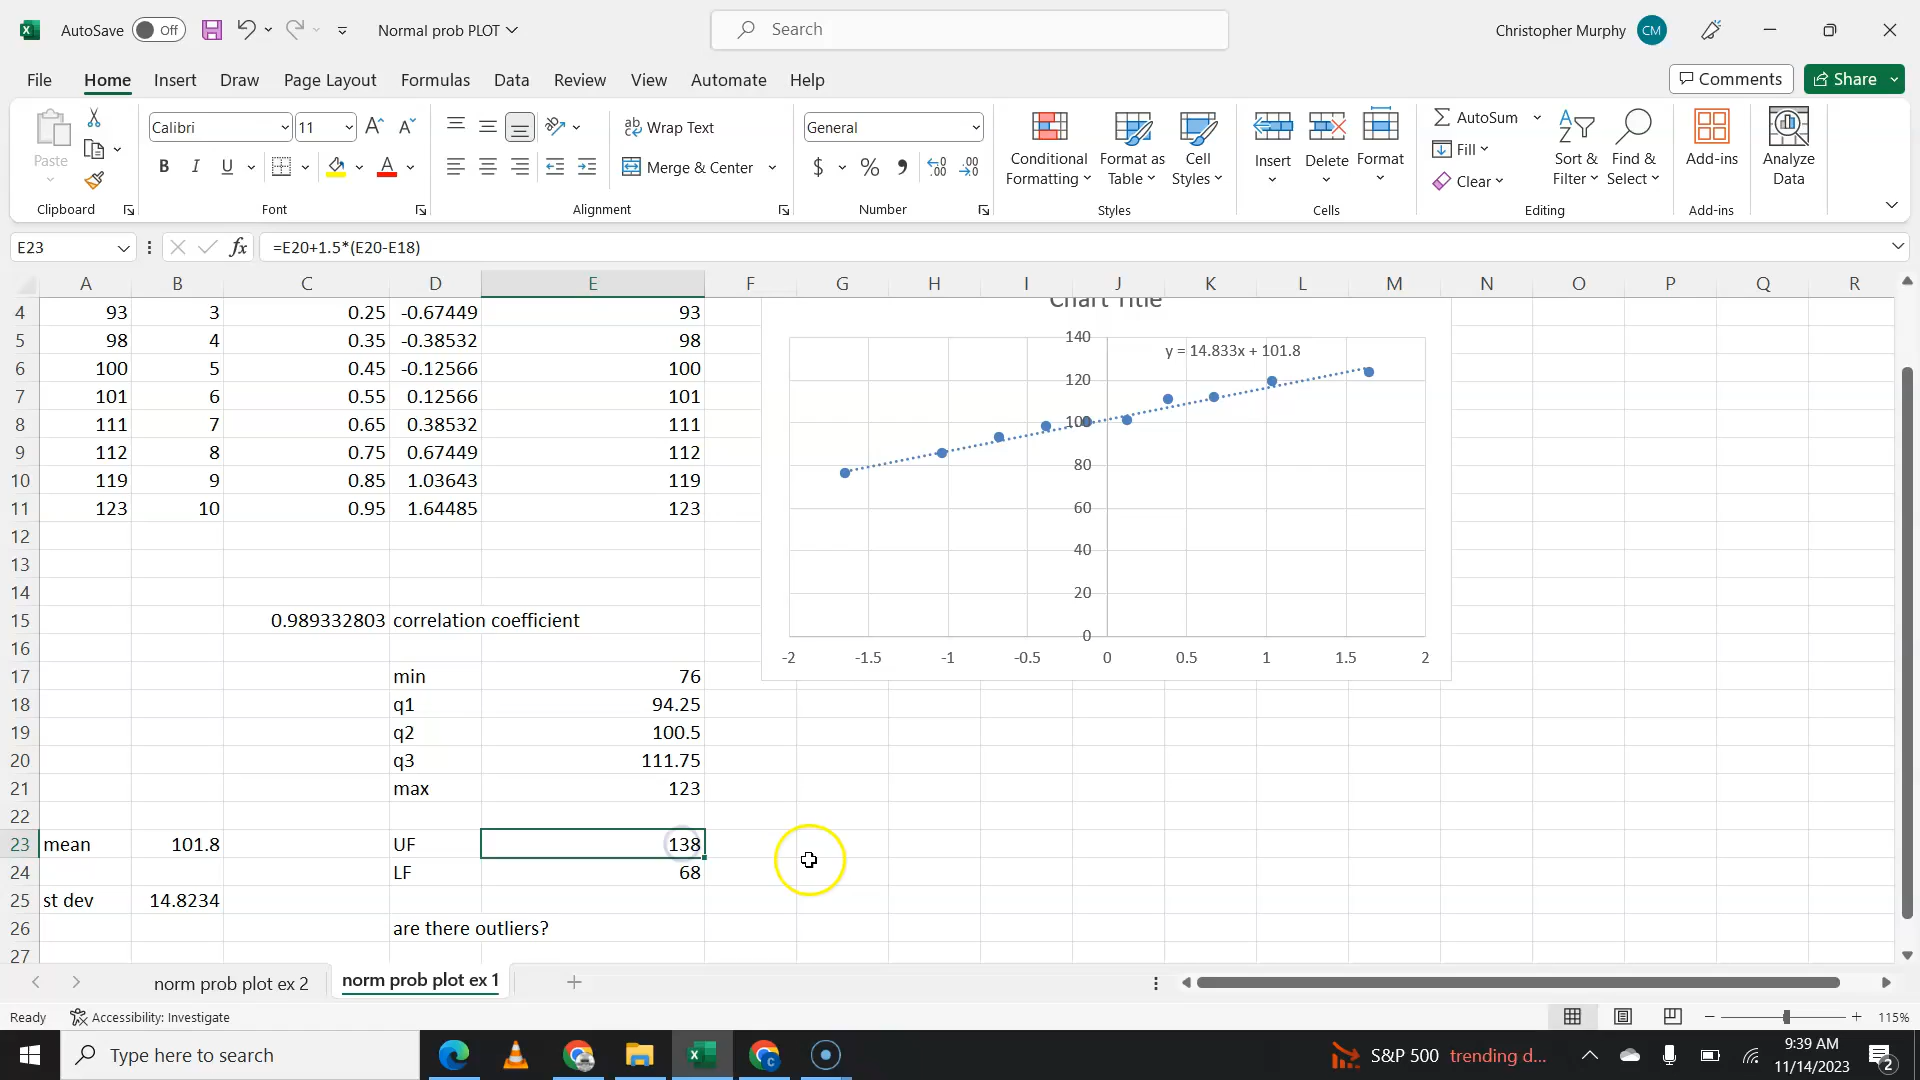 AutoSave Off Normal prob PLOT Search Christopher Murphy CM
File Home Insert Draw Page Layout Formulas Data Review View Automate Help Comments Share
Paste
Clipboard
Calibri 11
B I U A
Font
Wrap Text
Merge & Center
Alignment
General
$ % ,
Number
Conditional Formatting
Format as Table
Cell Styles
Styles
Insert Delete Format
Cells
AutoSum
Fill
Clear
Sort & Filter
Find & Select
Editing
Add-ins
Add-ins
Analyze Data
E23 fx =E20+1.5*(E20-E18)
A B C D E F G H I J K L M N O P Q R
4 93 3 0.25 -0.67449 93
5 98 4 0.35 -0.38532 98
6 100 5 0.45 -0.12566 100
7 101 6 0.55 0.12566 101
8 111 7 0.65 0.38532 111
9 112 8 0.75 0.67449 112
10 119 9 0.85 1.03643 119
11 123 10 0.95 1.64485 123
12
13
14
15 0.989332803 correlation coefficient
16
17 min 76
18 q1 94.25
19 q2 100.5
20 q3 111.75
21 max 123
22
23 mean 101.8 UF 138
24 LF 68
25 st dev 14.8234
26 are there outliers?
27
Chart Title
y = 14.833x + 101.8
140
120
100
80
60
40
20
0
-2 -1.5 -1 -0.5 0 0.5 1 1.5 2
norm prob plot ex 2 norm prob plot ex 1
Ready Accessibility: Investigate 115%
Type here to search S&P 500 trending d... 9:39 AM
11/14/2023 2